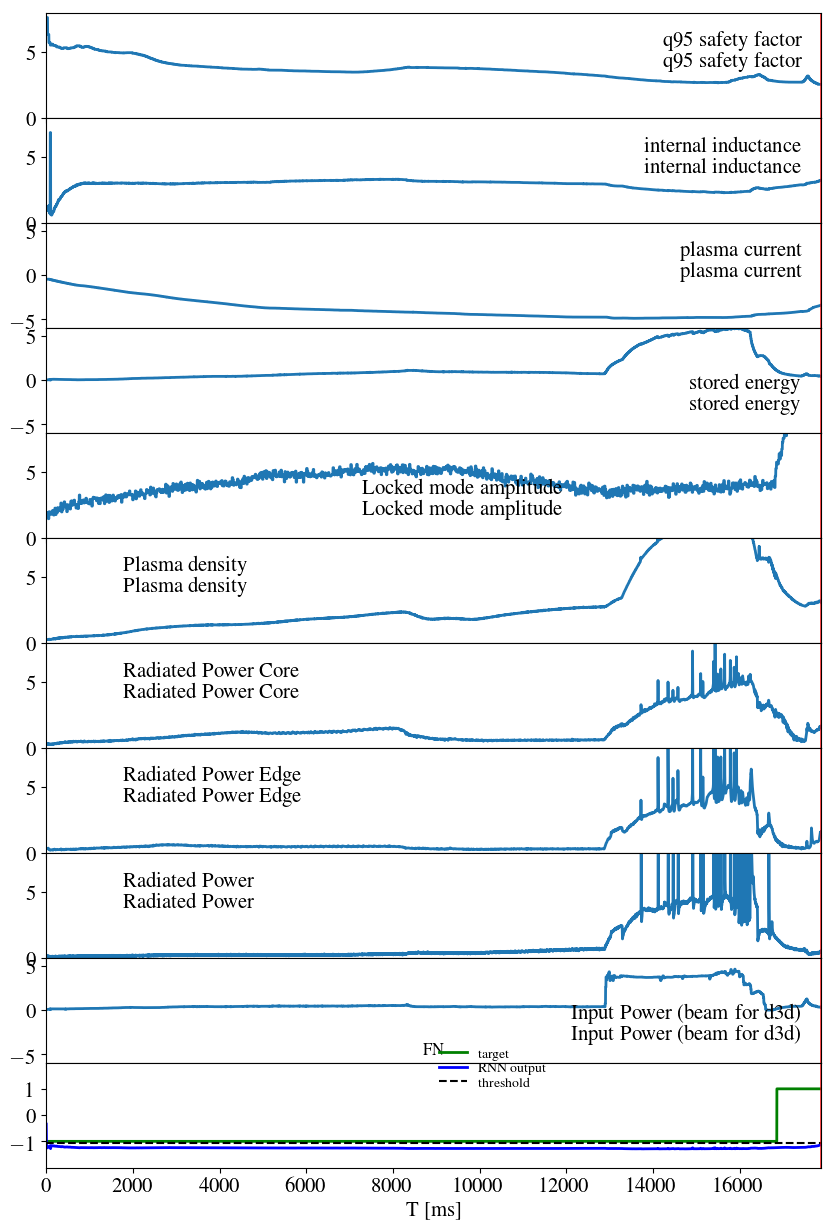 5
q95 safety factor
q95 safety factor
0
5
internal inductance
internal inductance
0
5
0
−5
plasma current
plasma current
5
0
−5
stored energy
stored energy
5
Locked mode amplitude
Locked mode amplitude
0
Plasma density
Plasma density
5
0
Radiated Power Core
Radiated Power Core
5
0
Radiated Power Edge
Radiated Power Edge
5
0
Radiated Power
Radiated Power
5
0
5
0
−5
Input Power (beam for d3d)
Input Power (beam for d3d)
FN
target
RNN output
threshold
1
0
−1
0 2000 4000 6000 8000 10000 12000 14000 16000
T [ms]